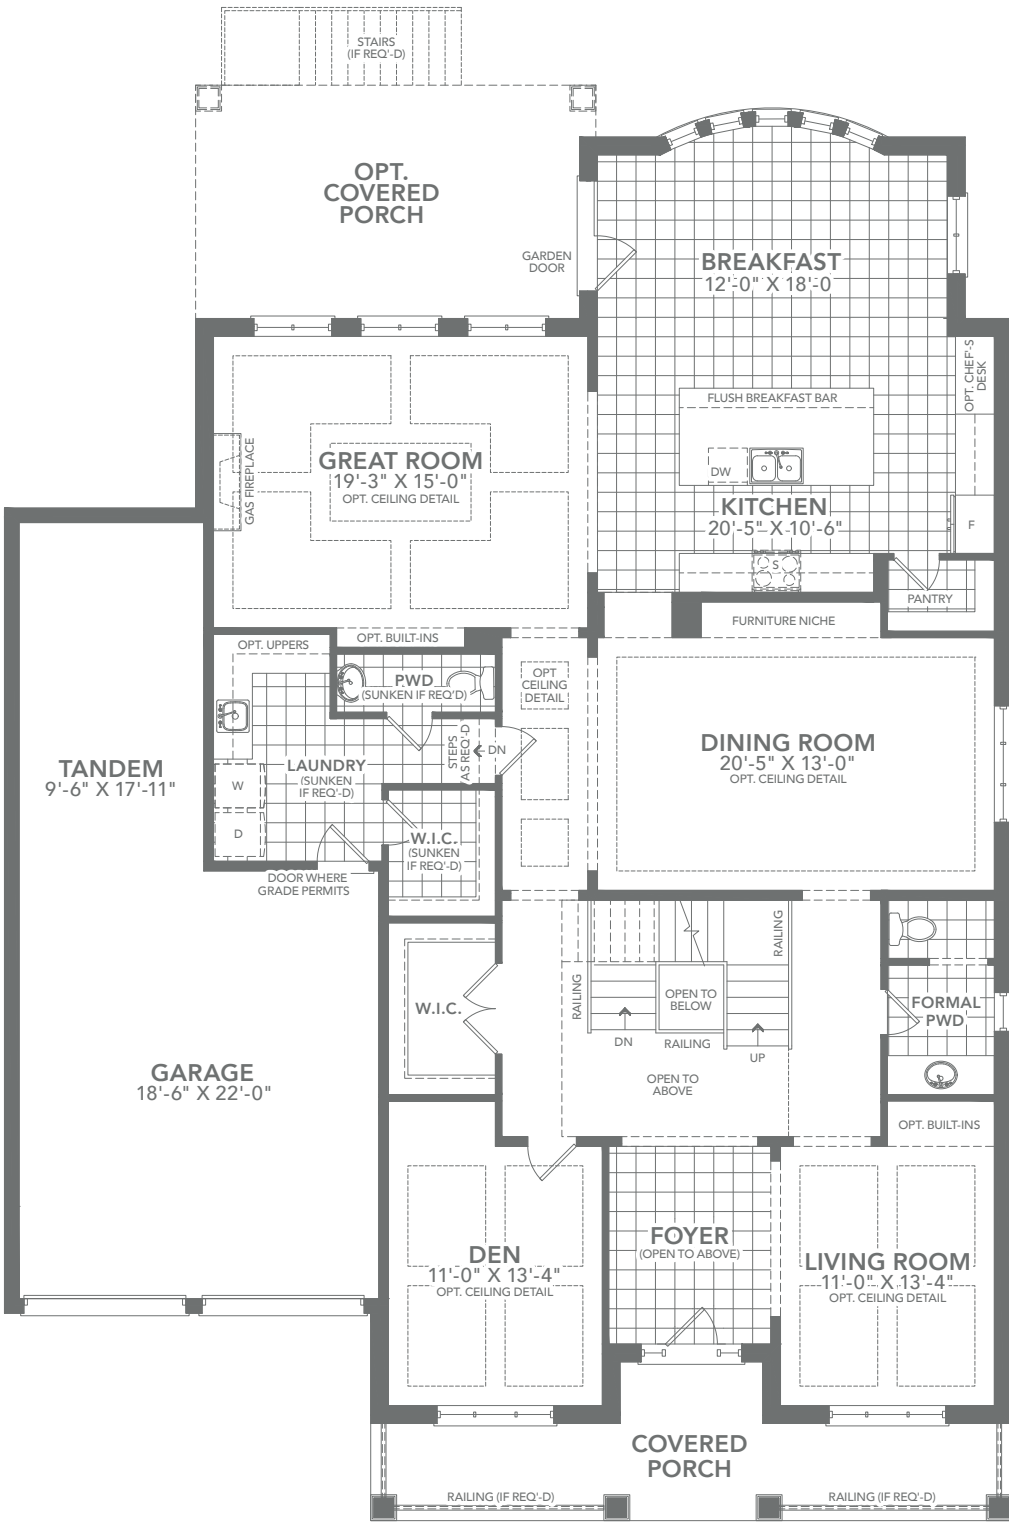 STAIRS
(IF REQ'-D)
OPT.
COVERED
PORCH
GARDEN
DOOR
BREAKFAST
12'-0" X 18'-0
OPT. CHEF'-S
DESK
FLUSH BREAKFAST BAR
DW
GAS FIREPLACE
GREAT ROOM
19'-3" X 15'-0"
OPT. CEILING DETAIL
KITCHEN
20'-5" X 10'-6"
F
S
PANTRY
FURNITURE NICHE
OPT. UPPERS
OPT. BUILT-INS
PWD
(SUNKEN IF REQ'D)
OPT
CEILING
DETAIL
STEPS
AS REQ'-D
DN
LAUNDRY
(SUNKEN
IF REQ'-D)
W
D
TANDEM
9'-6" X 17'-11"
DINING ROOM
20'-5" X 13'-0"
OPT. CEILING DETAIL
W.I.C.
(SUNKEN
IF REQ'-D)
DOOR WHERE
GRADE PERMITS
RAILING
RAILING
W.I.C.
OPEN TO
BELOW
FORMAL
PWD
DN
RAILING
UP
GARAGE
18'-6" X 22'-0"
OPEN TO
ABOVE
OPT. BUILT-INS
DEN
11'-0" X 13'-4"
OPT. CEILING DETAIL
FOYER
(OPEN TO ABOVE)
LIVING ROOM
11'-0" X 13'-4"
OPT. CEILING DETAIL
COVERED
PORCH
RAILING (IF REQ'-D)
RAILING (IF REQ'-D)